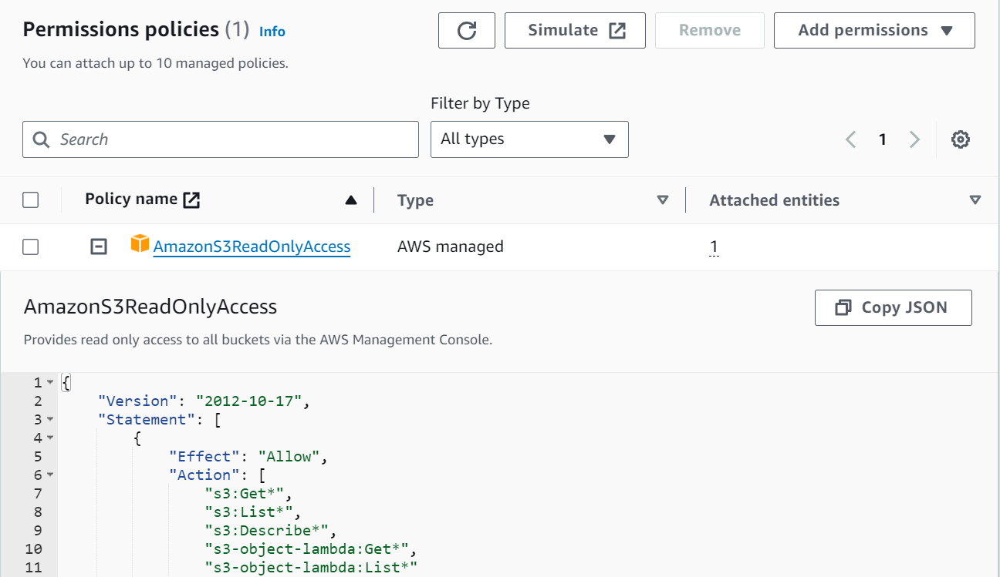 Permissions policies (1) Info
Simulate
Remove
Add permissions
You can attach up to 10 managed policies.
Filter by Type
Search
All types
1
Policy name
Type
Attached entities
AmazonS3ReadOnlyAccess
AWS managed
1
AmazonS3ReadOnlyAccess
Copy JSON
Provides read only access to all buckets via the AWS Management Console.
1 {
2 "Version": "2012-10-17",
3 "Statement": [
4 {
5 "Effect": "Allow",
6 "Action": [
7 "s3:Get*",
8 "s3:List*",
9 "s3:Describe*",
10 "s3-object-lambda:Get*",
11 "s3-object-lambda:List*"